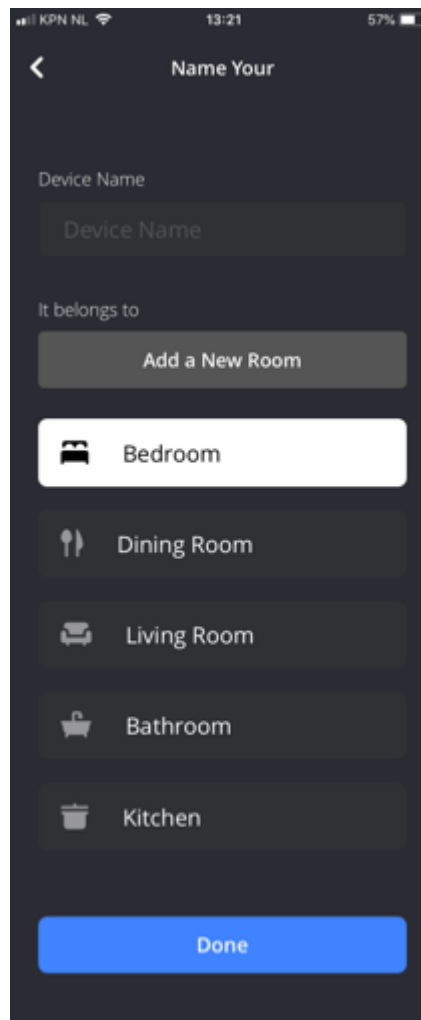 KPN NL 13:21 57%
Name Your
Device Name
Device Name
It belongs to
Add a New Room
Bedroom
Dining Room
Living Room
Bathroom
Kitchen
Done